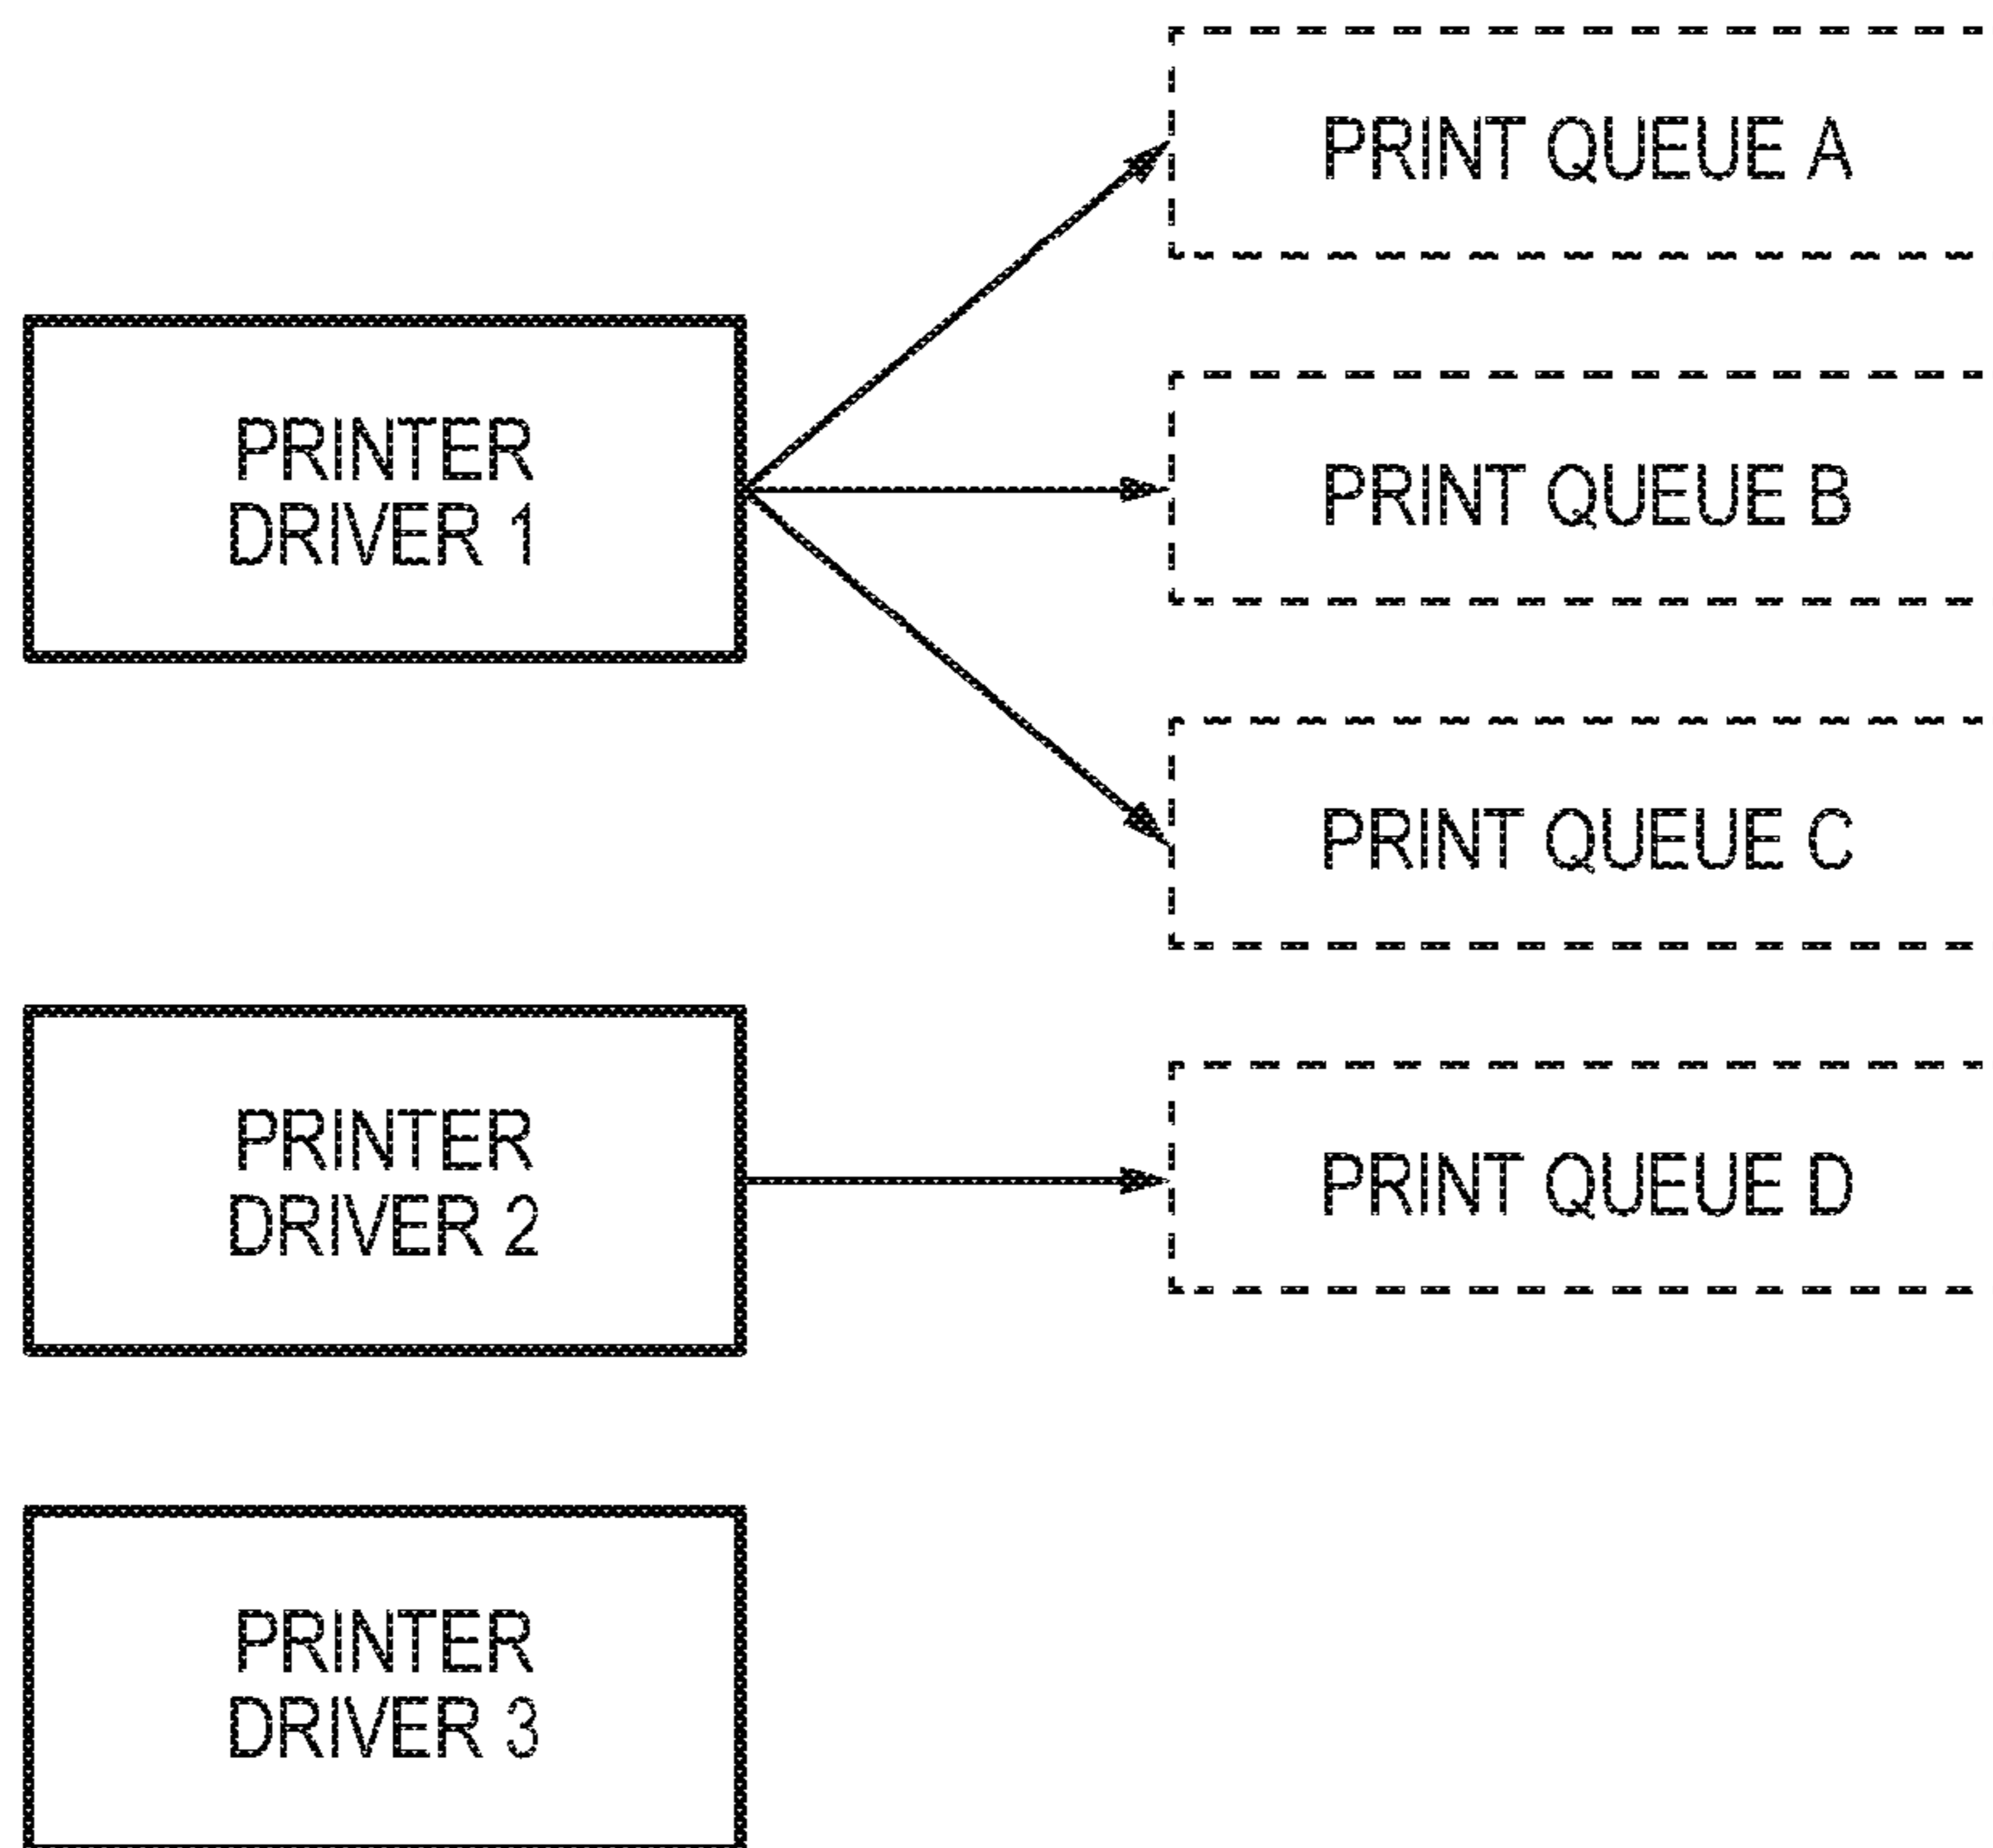 PRINT QUEUE A
PRINTER
DRIVER 1
PRINT QUEUE B
PRINT QUEUE C
PRINTER
DRIVER 2
PRINT QUEUE D
PRINTER
DRIVER 3